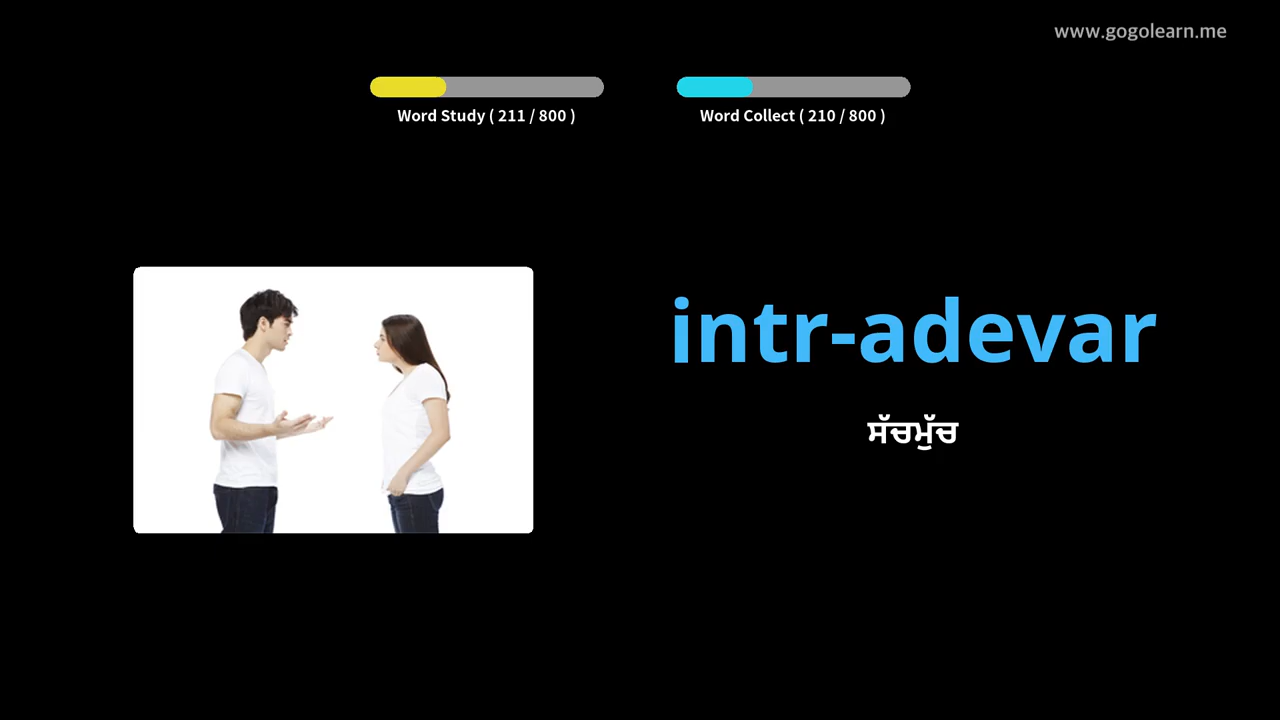 www.gogolearn.me
Word Study ( 211 / 800 )
Word Collect ( 210 / 800 )
intr-adevar
ਸੱਚਮੁੱਚ